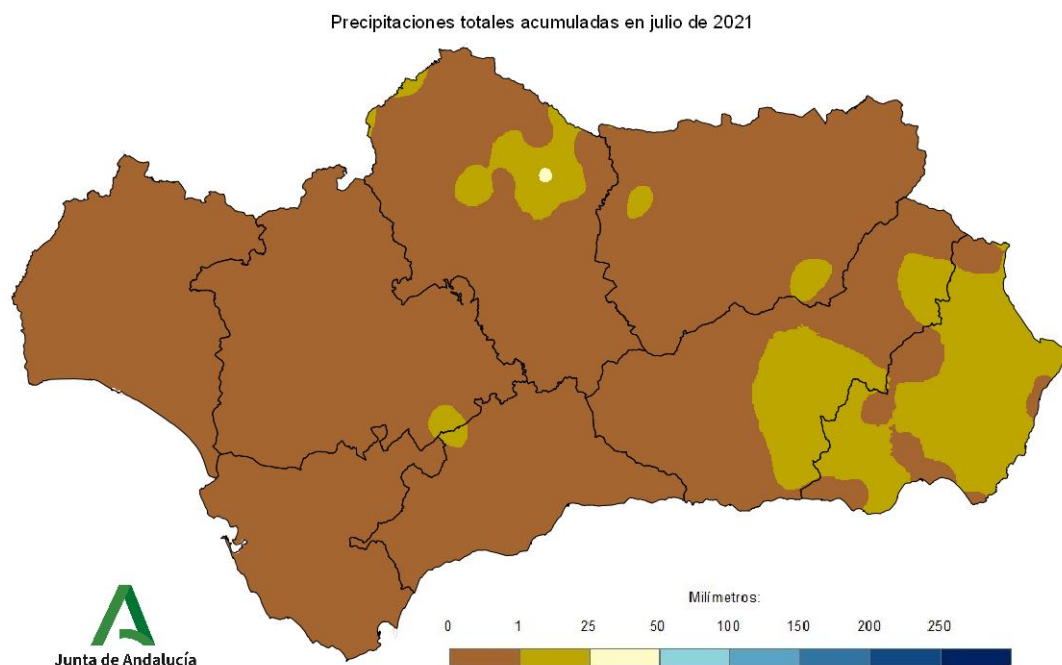 Precipitaciones totales acumuladas en julio de 2021
Milímetros:
0 1 25 50 100 150 200 250
Junta de Andalucía